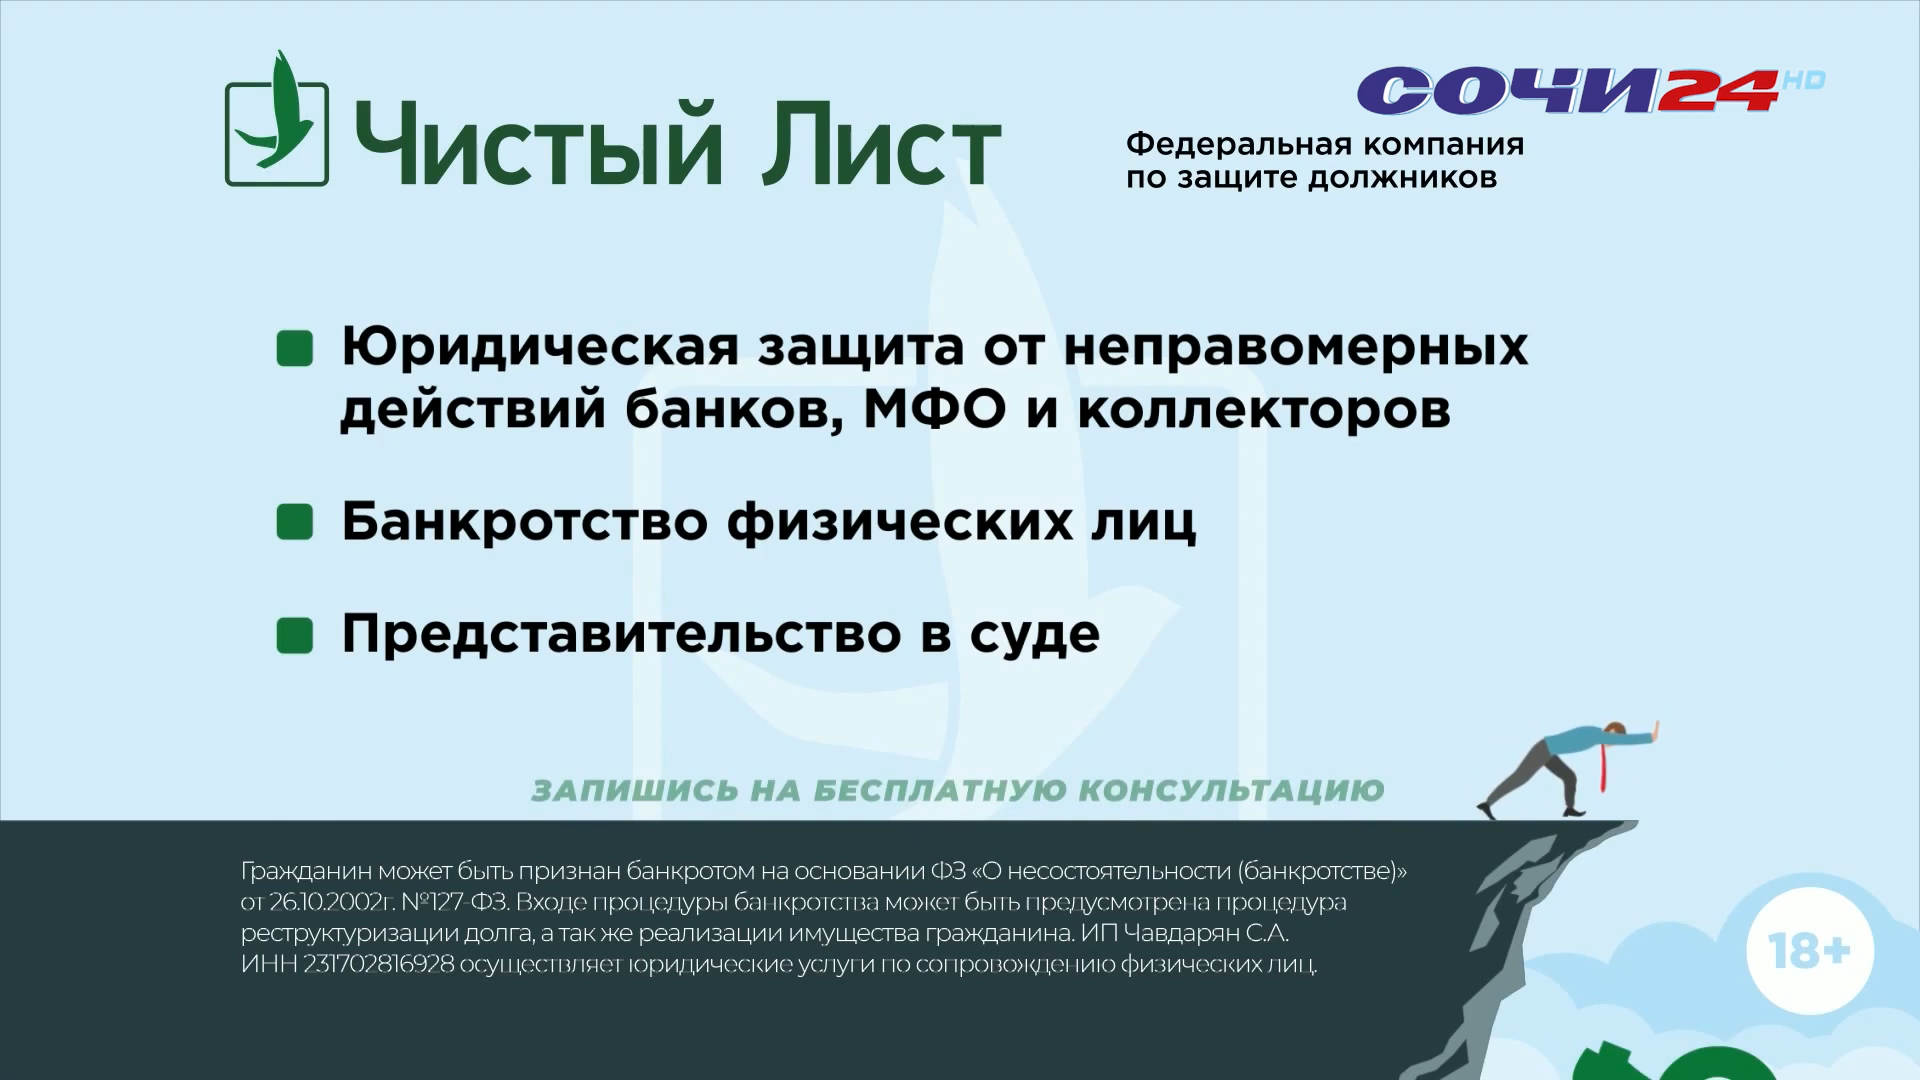 Чистый Лист
СОЧИ24 HD
Федеральная компания
по защите должников
Юридическая защита от неправомерных
действий банков, МФО и коллекторов
Банкротство физических лиц
Представительство в суде
ЗАПИШИСЬ НА БЕСПЛАТНУЮ КОНСУЛЬТАЦИЮ
Гражданин может быть признан банкротом на основании ФЗ «О несостоятельности (банкротстве)»
от 26.10.2002г. №127-ФЗ. Входе процедуры банкротства может быть предусмотрена процедура
реструктуризации долга, а так же реализации имущества гражданина. ИП Чавдарян С.А.
ИНН 231702816928 осуществляет юридические услуги по сопровождению физических лиц.
18+